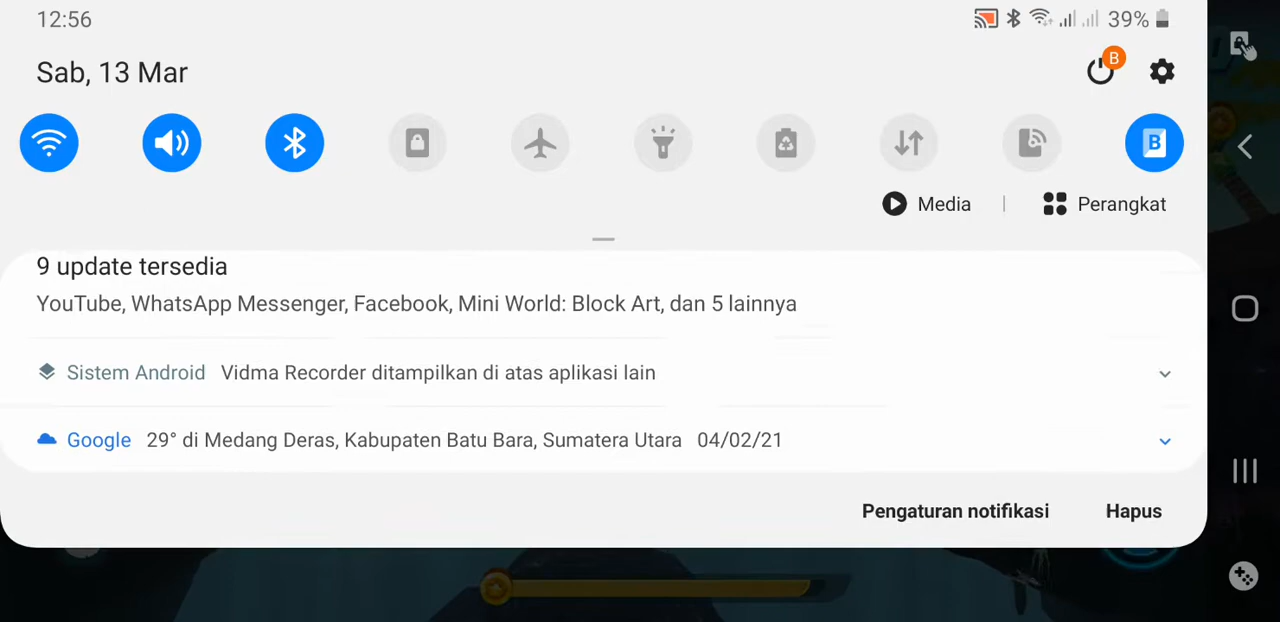 12:56
39%
Sab, 13 Mar
B
B
Media
Perangkat
9 update tersedia
YouTube, WhatsApp Messenger, Facebook, Mini World: Block Art, dan 5 lainnya
Sistem Android Vidma Recorder ditampilkan di atas aplikasi lain
Google 29° di Medang Deras, Kabupaten Batu Bara, Sumatera Utara 04/02/21
Pengaturan notifikasi Hapus